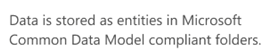 Data is stored as entities in Microsoft
Common Data Model compliant folders.